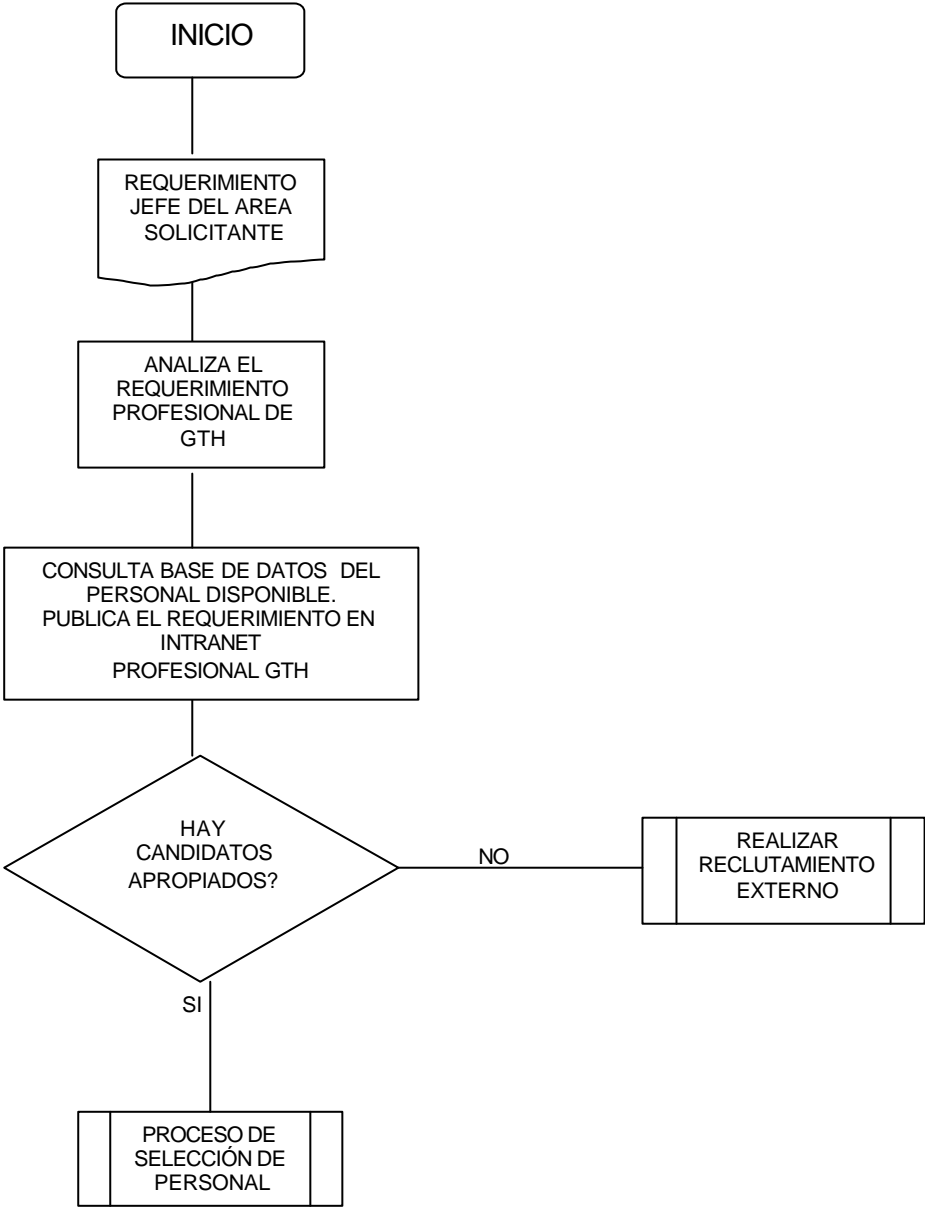 INICIO
REQUERIMIENTO
JEFE DEL AREA
SOLICITANTE
ANALIZA EL
REQUERIMIENTO
PROFESIONAL DE
GTH
CONSULTA BASE DE DATOS DEL
PERSONAL DISPONIBLE.
PUBLICA EL REQUERIMIENTO EN
INTRANET
PROFESIONAL GTH
HAY
CANDIDATOS
APROPIADOS?
NO
REALIZAR
RECLUTAMIENTO
EXTERNO
SI
PROCESO DE
SELECCIÓN DE
PERSONAL